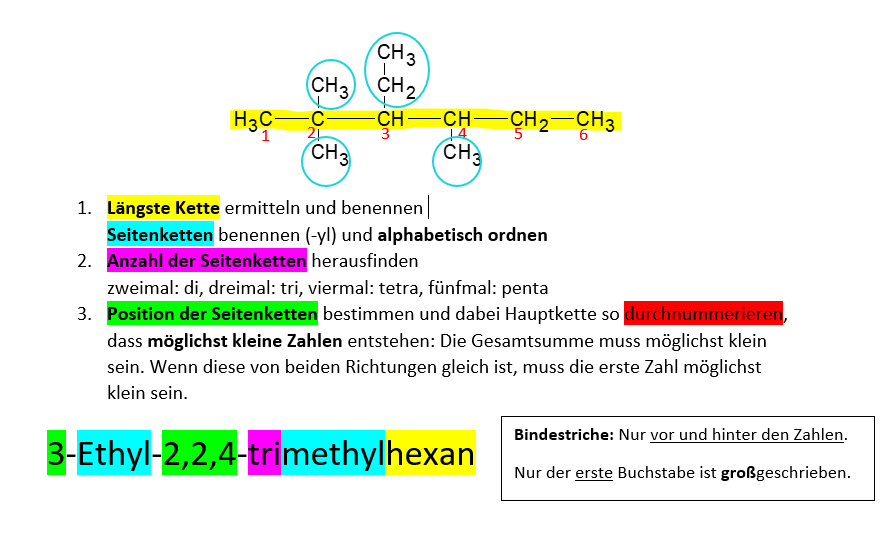 CH3
CH3 CH2
H3C—C—CH—CH—CH2—CH3
1 2 3 4 5 6
CH3 CH3
1. Längste Kette ermitteln und benennen
Seitenketten benennen (-yl) und alphabetisch ordnen
2. Anzahl der Seitenketten herausfinden
zweimal: di, dreimal: tri, viermal: tetra, fünfmal: penta
3. Position der Seitenketten bestimmen und dabei Hauptkette so durchnummerieren,
dass möglichst kleine Zahlen entstehen: Die Gesamtsumme muss möglichst klein
sein. Wenn diese von beiden Richtungen gleich ist, muss die erste Zahl möglichst
klein sein.
3-Ethyl-2,2,4-trimethylhexan
Bindestriche: Nur vor und hinter den Zahlen.
Nur der erste Buchstabe ist großgeschrieben.